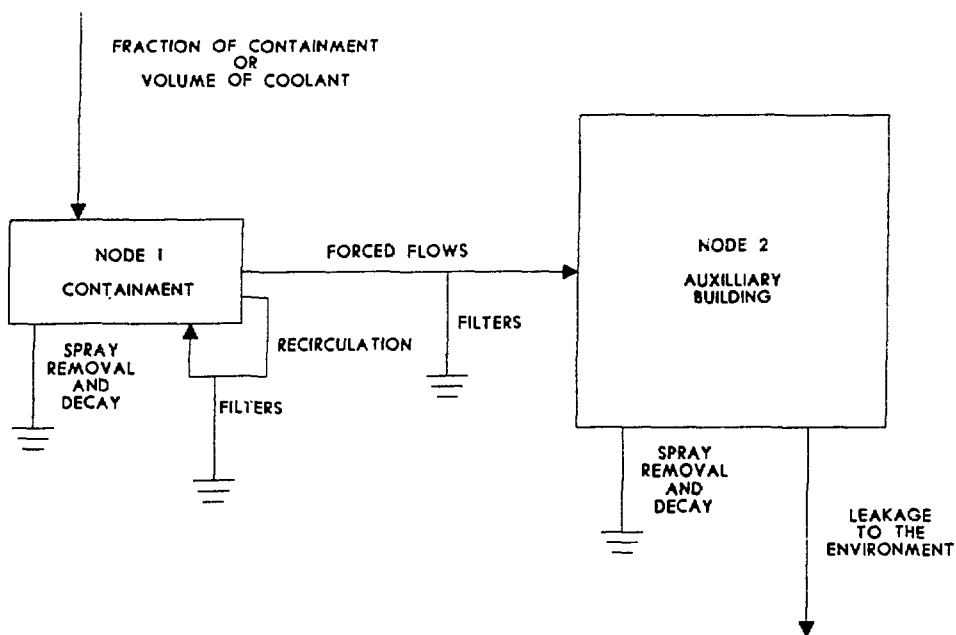 FRACTION OF CONTAINMENT
OR
VOLUME OF COOLANT
NODE 1
CONTAINMENT
FORCED FLOWS
NODE 2
AUXILLIARY
BUILDING
FILTERS
RECIRCULATION
SPRAY
REMOVAL
AND
DECAY
FILTERS
SPRAY
REMOVAL
AND
DECAY
LEAKAGE
TO THE
ENVIRONMENT